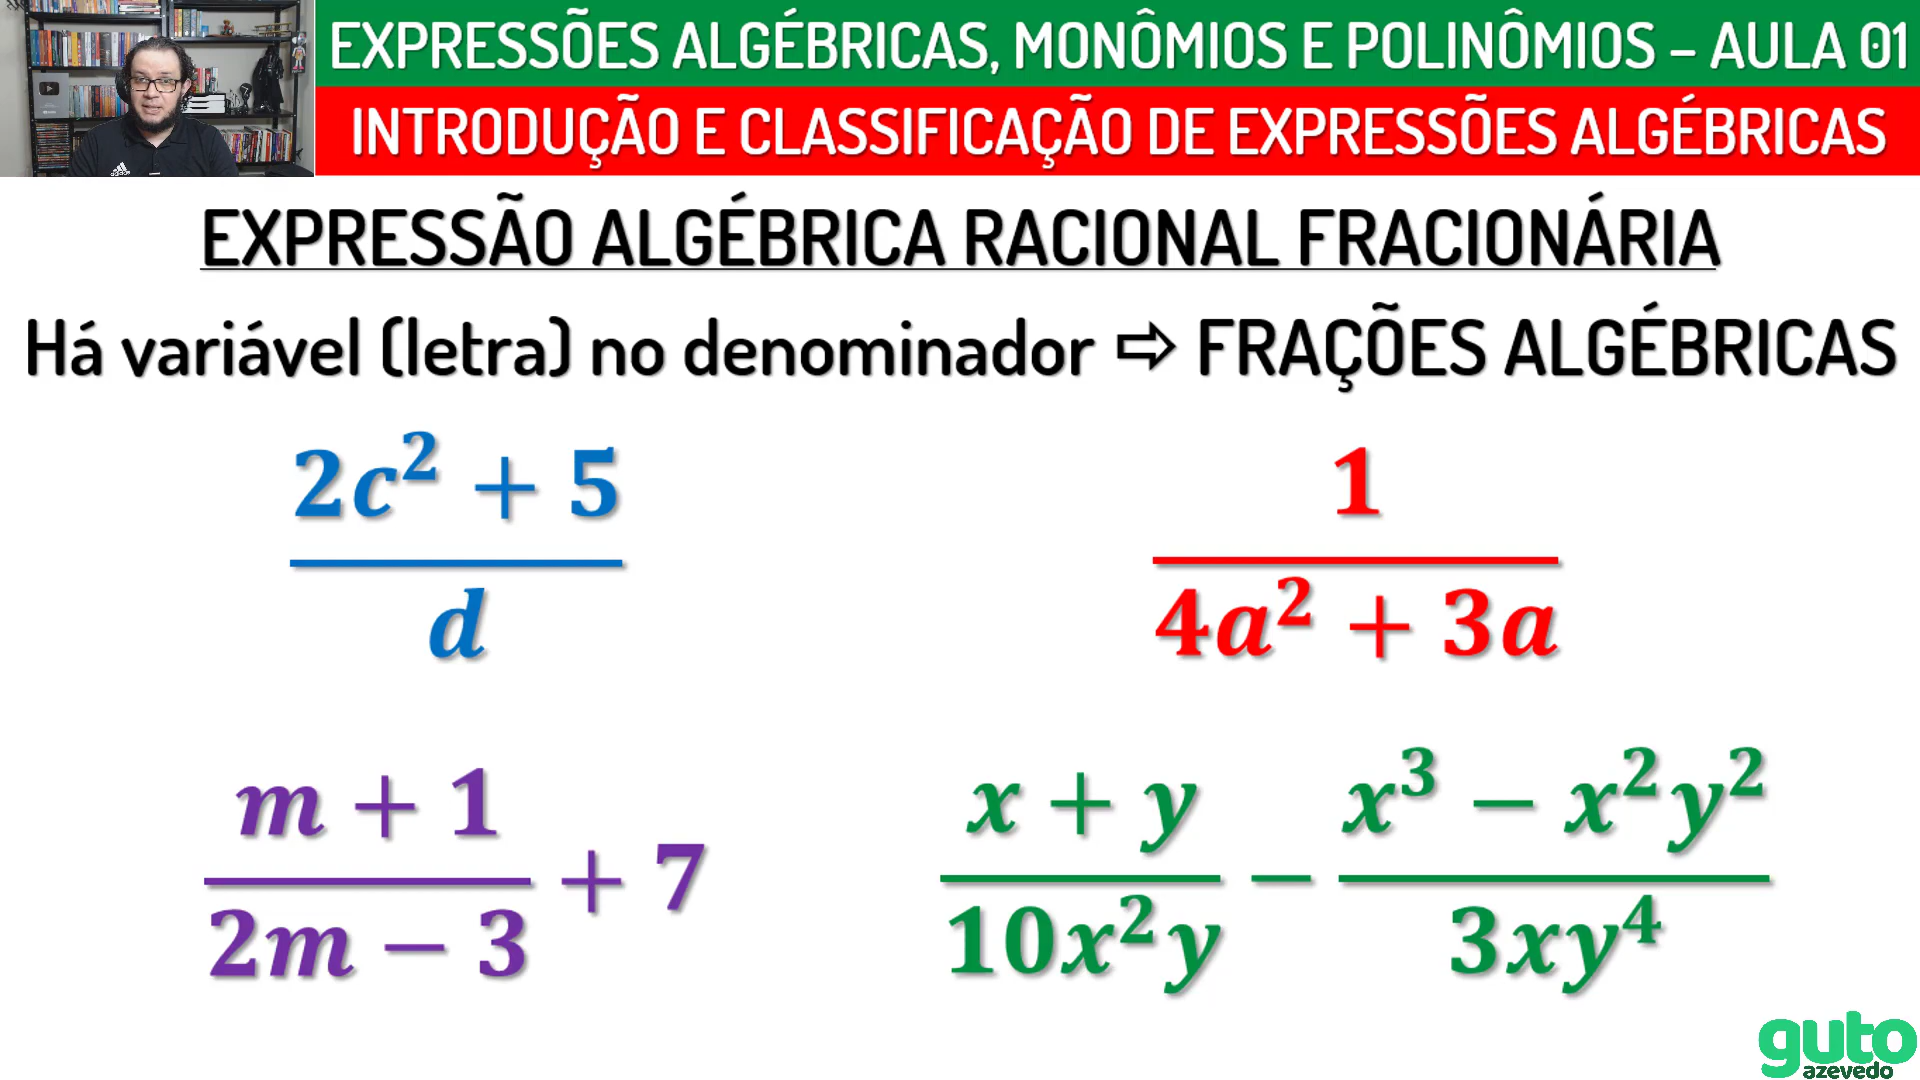 EXPRESSÕES ALGÉBRICAS, MONÔMIOS E POLINÔMIOS – AULA 01
INTRODUÇÃO E CLASSIFICAÇÃO DE EXPRESSÕES ALGÉBRICAS
EXPRESSÃO ALGÉBRICA RACIONAL FRACIONÁRIA
Há variável (letra) no denominador ⇨ FRAÇÕES ALGÉBRICAS
2c² + 5
d
1
4a² + 3a
m + 1
2m − 3
+ 7
x + y
10x²y
−
x³ − x²y²
3xy⁴
guto
azevedo
adidas